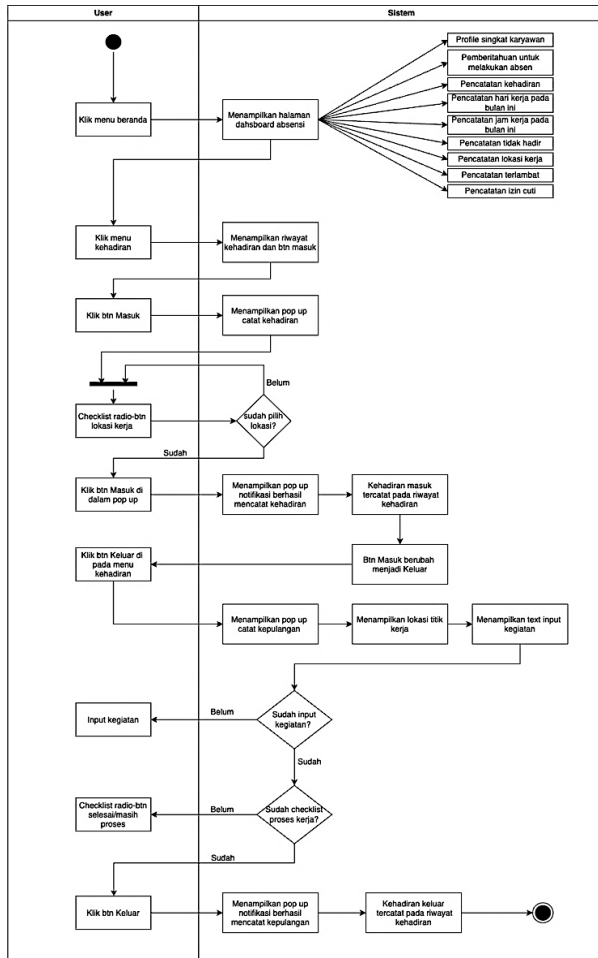 User
Sistem
Profile singkat karyawan
Pemberitahuan untuk
melakukan absen
Pencatatan kehadiran
Pencatatan hari kerja pada
bulan ini
Pencatatan jam kerja pada
bulan ini
Pencatatan tidak hadir
Pencatatan lokasi kerja
Pencatatan terlambat
Pencatatan izin cuti
Klik menu beranda
Menampilkan halaman
dahsboard absensi
Klik menu
kehadiran
Menampilkan riwayat
kehadiran dan btn masuk
Klik btn Masuk
Menampilkan pop up
catat kehadiran
Belum
Checklist radio-btn
lokasi kerja
sudah pilih
lokasi?
Sudah
Klik btn Masuk di
dalam pop up
Menampilkan pop up
notifikasi berhasil
mencatat kehadiran
Kehadiran masuk
tercatat pada riwayat
kehadiran
Klik btn Keluar di
pada menu
kehadiran
Btn Masuk berubah
menjadi Keluar
Menampilkan pop up
catat kepulangan
Menampilkan lokasi titik
kerja
Menampilkan text input
kegiatan
Input kegiatan
Belum
Sudah input
kegiatan?
Sudah
Checklist radio-btn
selesai/masih
proses
Belum
Sudah checklist
proses kerja?
Sudah
Klik btn Keluar
Menampilkan pop up
notifikasi berhasil
mencatat kepulangan
Kehadiran keluar
tercatat pada riwayat
kehadiran